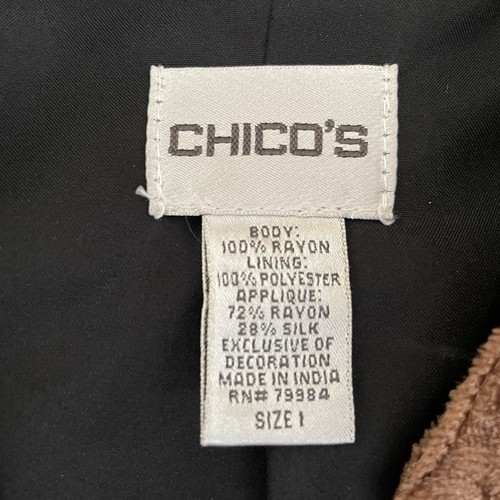 CHICO'S
BODY:
100% RAYON
LINING:
100% POLYESTER
APPLIQUE:
72% RAYON
28% SILK
EXCLUSIVE OF
DECORATION
MADE IN INDIA
RN# 79984
SIZE 1